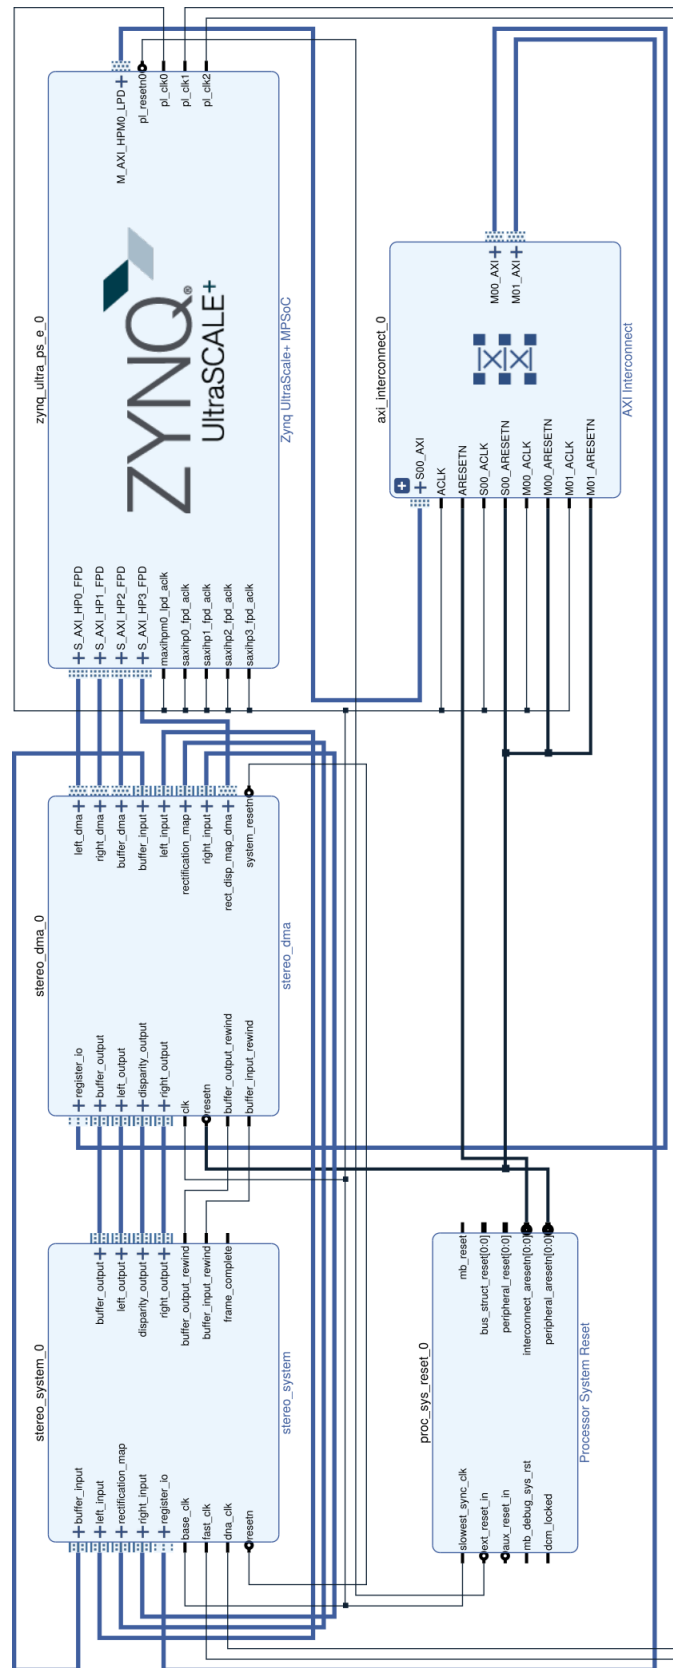 stereo_system_0
buffer_input
left_input
rectification_map
right_input
register_io
base_clk
fast_clk
dna_clk
resetn
buffer_output
left_output
disparity_output
right_output
buffer_output_rewind
buffer_input_rewind
frame_complete
stereo_system
stereo_dma_0
register_io
buffer_output
left_output
disparity_output
right_output
clk
resetn
buffer_output_rewind
buffer_input_rewind
left_dma
right_dma
buffer_dma
buffer_input
left_input
rectification_map
right_input
rect_disp_map_dma
system_resetn
stereo_dma
zynq_ultra_ps_e_0
S_AXI_HP0_FPD
S_AXI_HP1_FPD
S_AXI_HP2_FPD
S_AXI_HP3_FPD
maxihpm0_lpd_aclk
saxihp0_fpd_aclk
saxihp1_fpd_aclk
saxihp2_fpd_aclk
saxihp3_fpd_aclk
ZYNQ®
UltraSCALE+
M_AXI_HPM0_LPD
pl_resetn0
pl_clk0
pl_clk1
pl_clk2
Zynq UltraScale+ MPSoC
proc_sys_reset_0
slowest_sync_clk
ext_reset_in
aux_reset_in
mb_debug_sys_rst
dcm_locked
mb_reset
bus_struct_reset[0:0]
peripheral_reset[0:0]
interconnect_aresetn[0:0]
peripheral_aresetn[0:0]
Processor System Reset
axi_interconnect_0
S00_AXI
ACLK
ARESETN
S00_ACLK
S00_ARESETN
M00_ACLK
M00_ARESETN
M01_ACLK
M01_ARESETN
M00_AXI
M01_AXI
AXI Interconnect